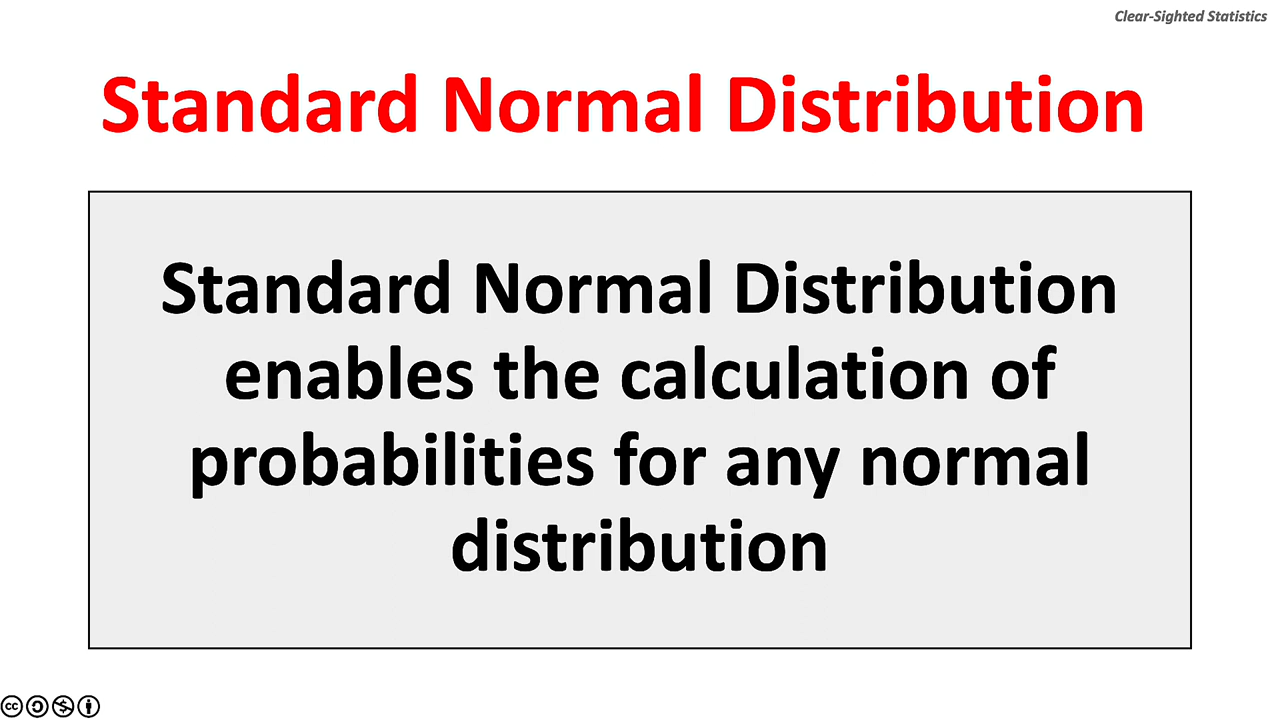 Clear-Sighted Statistics
Standard Normal Distribution
Standard Normal Distribution
enables the calculation of
probabilities for any normal
distribution